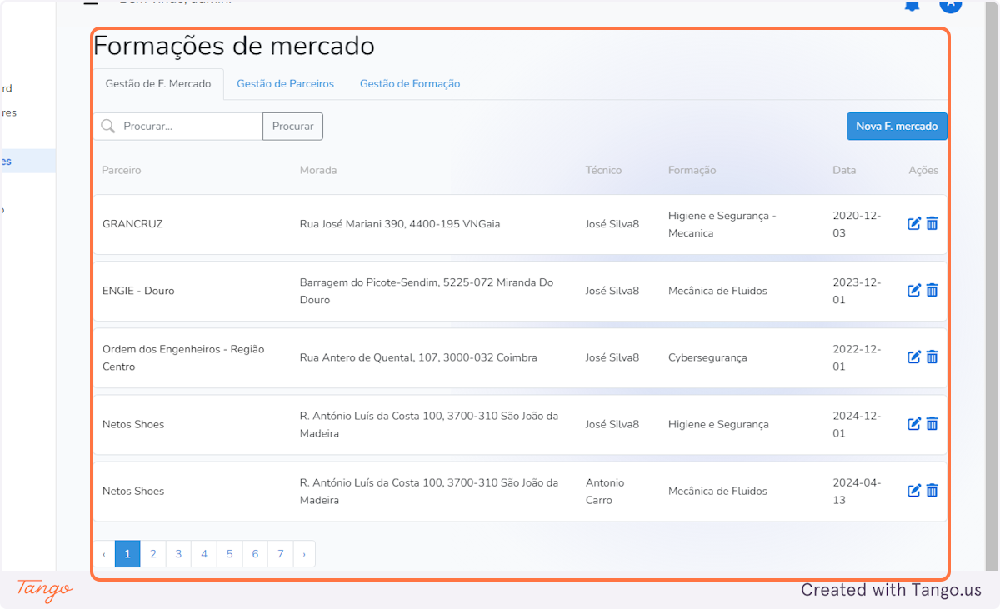 Formações de mercado
Gestão de F. Mercado Gestão de Parceiros Gestão de Formação
Procurar... Procurar Nova F. mercado
Parceiro Morada Técnico Formação Data Ações
GRANCRUZ Rua José Mariani 390, 4400-195 VNGaia José Silva8 Higiene e Segurança - Mecanica 2020-12-03
ENGIE - Douro Barragem do Picote-Sendim, 5225-072 Miranda Do Douro José Silva8 Mecânica de Fluidos 2023-12-01
Ordem dos Engenheiros - Região Centro Rua Antero de Quental, 107, 3000-032 Coimbra José Silva8 Cybersegurança 2022-12-01
Netos Shoes R. António Luís da Costa 100, 3700-310 São João da Madeira José Silva8 Higiene e Segurança 2024-12-01
Netos Shoes R. António Luís da Costa 100, 3700-310 São João da Madeira Antonio Carro Mecânica de Fluidos 2024-04-13
‹ 1 2 3 4 5 6 7 ›
Tango Created with Tango.us